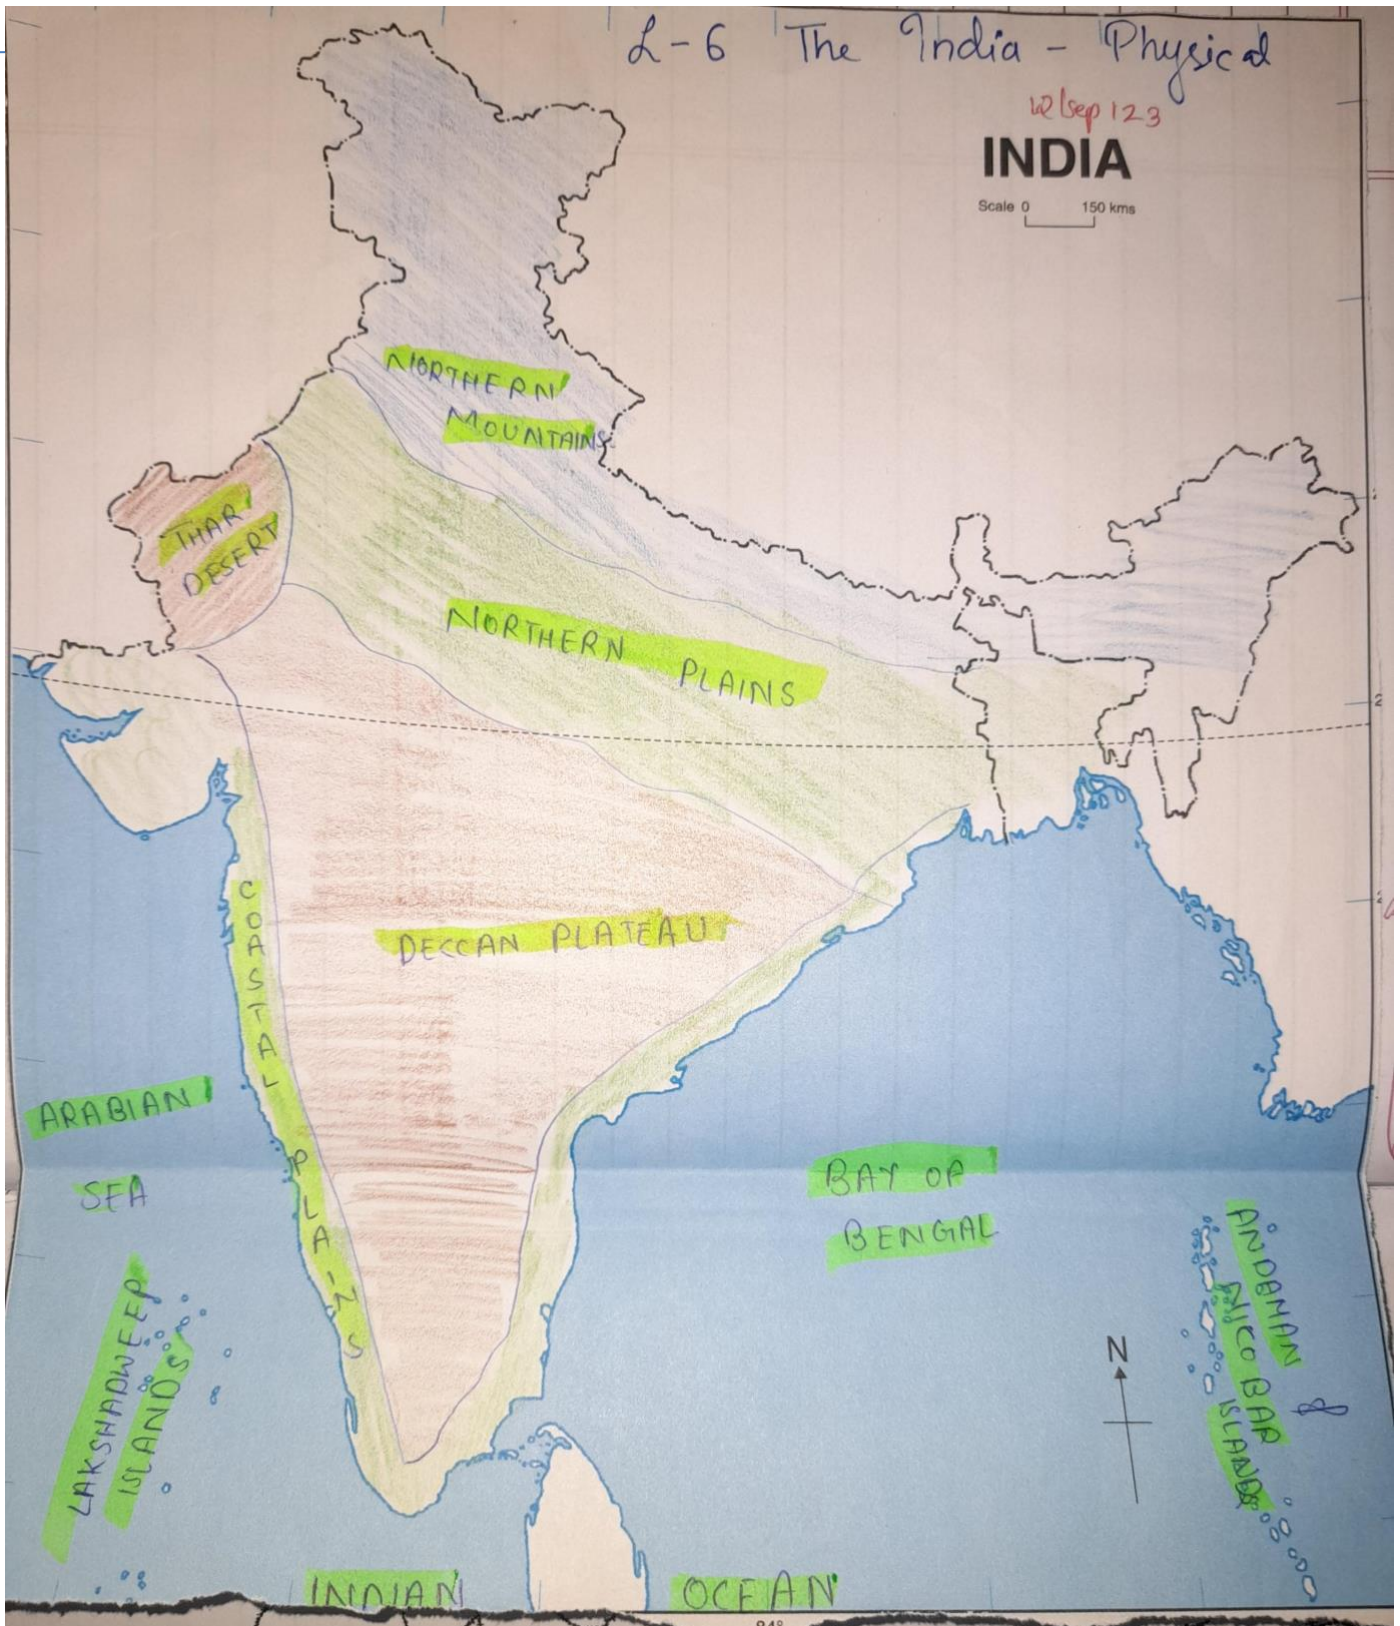 L-6 The India - Physical
12/Sep/23
INDIA
Scale 0 150 kms
NORTHERN
MOUNTAINS
THAR
DESERT
NORTHERN PLAINS
DECCAN PLATEAU
COASTAL PLAINS
ARABIAN
SEA
BAY OF
BENGAL
LAKSHADWEEP
ISLANDS
ANDAMAN &
NICOBAR
ISLANDS
N
INDIAN OCEAN